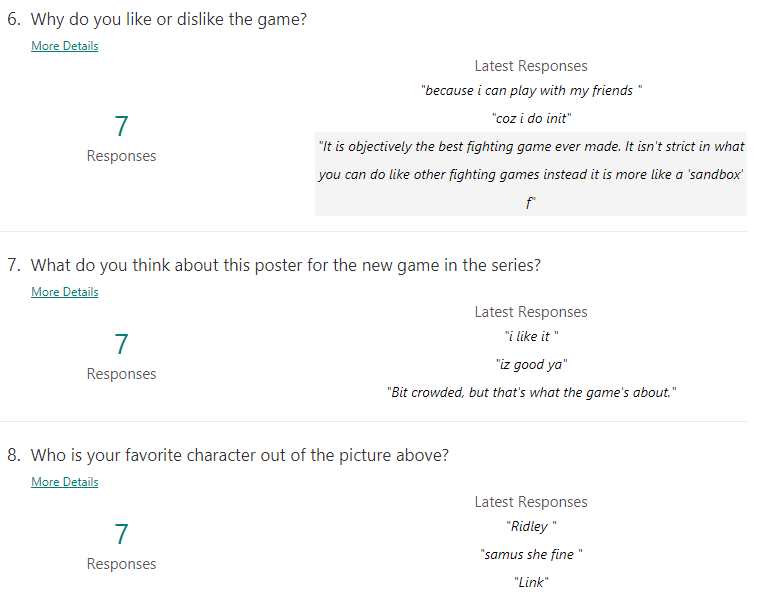 6. Why do you like or dislike the game?
More Details
Latest Responses
"because i can play with my friends "
7
"coz i do init"
Responses
"It is objectively the best fighting game ever made. It isn't strict in what
you can do like other fighting games instead it is more like a 'sandbox'
f"
7. What do you think about this poster for the new game in the series?
More Details
Latest Responses
"i like it "
7
"iz good ya"
Responses
"Bit crowded, but that's what the game's about."
8. Who is your favorite character out of the picture above?
More Details
Latest Responses
"Ridley "
7
"samus she fine "
Responses
"Link"